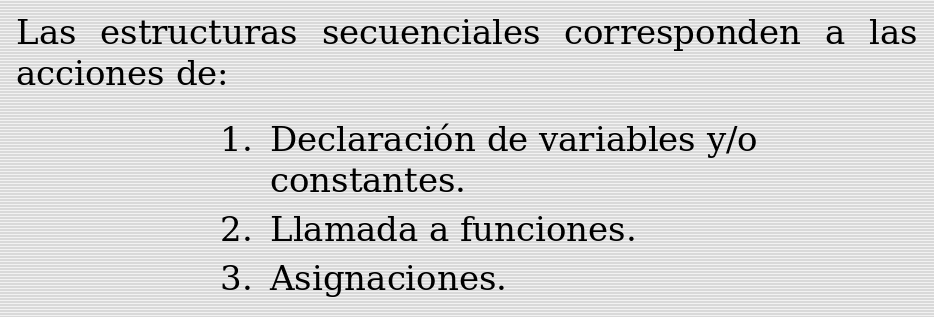 Las estructuras secuenciales corresponden a las
acciones de:
1. Declaración de variables y/o
constantes.
2. Llamada a funciones.
3. Asignaciones.